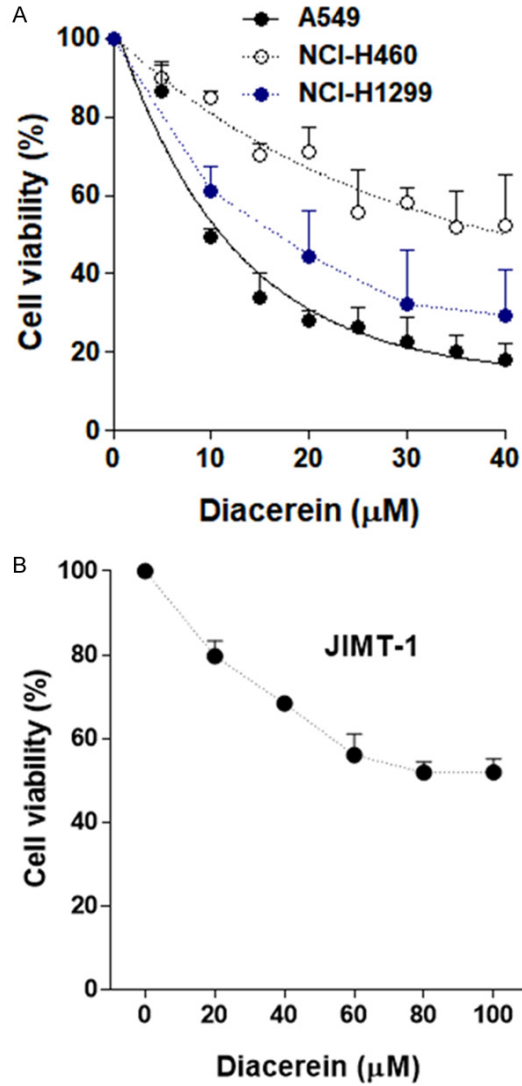 A
A549
NCI-H460
NCI-H1299
100
80
60
40
20
0
Cell viability (%)
0 10 20 30 40
Diacerein (μM)
B
100
80
60
40
20
0
JIMT-1
Cell viability (%)
0 20 40 60 80 100
Diacerein (μM)